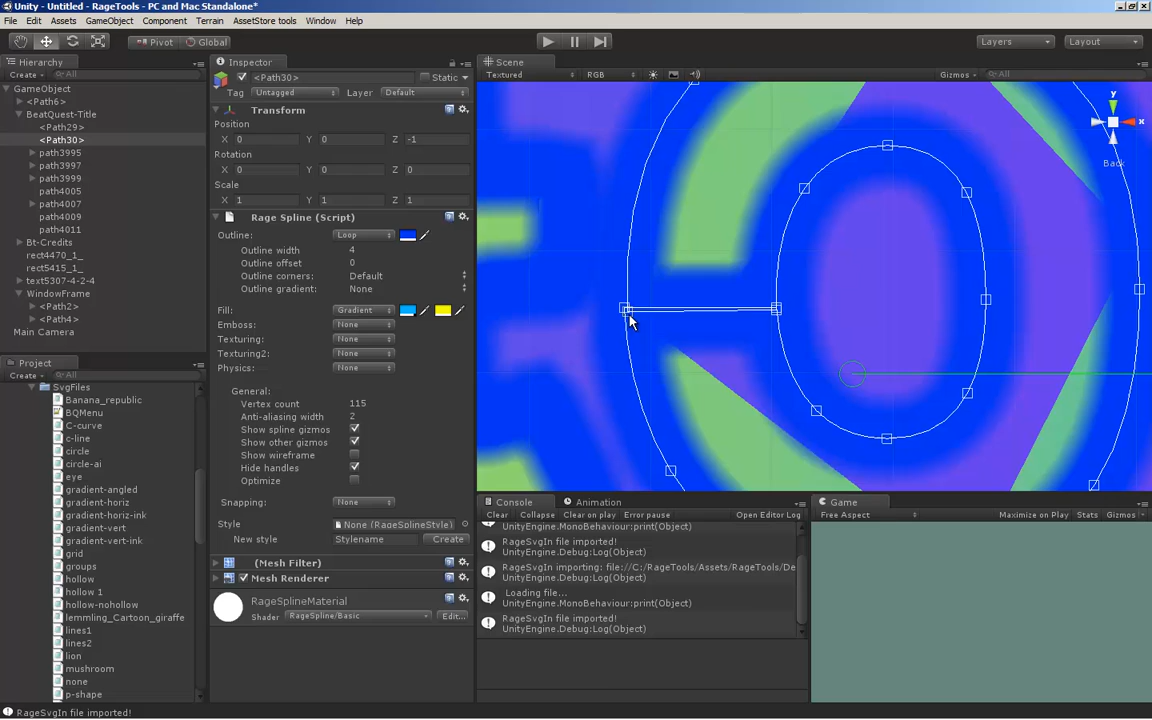 Unity - Untitled - RageTools - PC and Mac Standalone*
File Edit Assets GameObject Component Terrain AssetStore tools Window Help
Pivot Global Layers Layout
Hierarchy
Create All
GameObject
<Path6>
BeatQuest-Title
<Path29>
<Path30>
path3995
path3997
path3999
path4005
path4007
path4009
path4011
Bt-Credits
rect4470_1_
rect5415_1_
text5307-4-2-4
WindowFrame
<Path2>
<Path4>
Main Camera
Project
Create All
SvgFiles
Banana_republic
BQMenu
C-curve
c-line
circle
circle-ai
eye
gradient-angled
gradient-horiz
gradient-horiz-ink
gradient-vert
gradient-vert-ink
grid
groups
hollow
hollow 1
hollow-nohollow
lemmling_Cartoon_giraffe
lines1
lines2
lion
mushroom
none
p-shape
RageSvgIn file imported!
Inspector
<Path30> Static
Tag Untagged Layer Default
Transform
Position
X 0 Y 0 Z -1
Rotation
X 0 Y 0 Z 0
Scale
X 1 Y 1 Z 1
Rage Spline (Script)
Outline: Loop
Outline width 4
Outline offset 0
Outline corners: Default
Outline gradient: None
Fill: Gradient
Emboss: None
Texturing: None
Texturing2: None
Physics: None
General:
Vertex count 115
Anti-aliasing width 2
Show spline gizmos
Show other gizmos
Show wireframe
Hide handles
Optimize
Snapping: None
Style None (RageSplineStyle)
New style Stylename Create
(Mesh Filter)
Mesh Renderer
RageSplineMaterial
Shader RageSpline/Basic Edit...
Scene
Textured RGB Gizmos All
y
x
Back
Console Animation
Clear Collapse Clear on play Error pause Open Editor Log
UnityEngine.MonoBehaviour:print(Object)
RageSvgIn file imported!
UnityEngine.Debug:Log(Object)
RageSvgIn importing: file://C:/RageTools/Assets/RageTools/De
UnityEngine.Debug:Log(Object)
Loading file...
UnityEngine.MonoBehaviour:print(Object)
RageSvgIn file imported!
UnityEngine.Debug:Log(Object)
Game
Free Aspect Maximize on Play Stats Gizmos